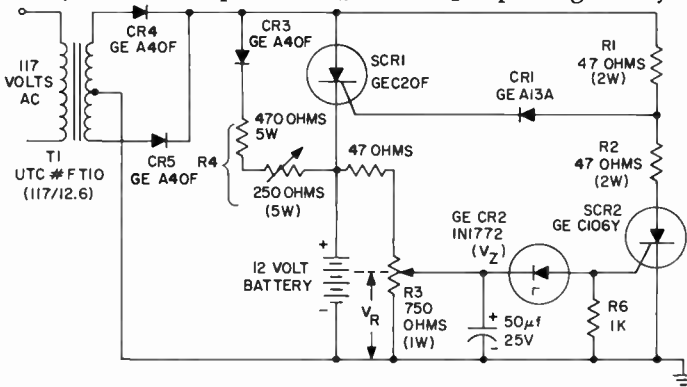 CR4
GE A40F
CR3
GE A40F
SCR1
GEC20F
R1
47 OHMS
(2W)
117
VOLTS
AC
CR1
GE A13A
470 OHMS
5W
R4
47 OHMS
R2
47 OHMS
(2W)
T1
UTC #FT10
(117/12.6)
CR5
GE A40F
250 OHMS
(5W)
GE CR2
1N1772
(VZ)
SCR2
GE C106Y
12 VOLT
BATTERY
+
-
VR
R3
750
OHMS
(1W)
+
-
50µf
25V
R6
1K